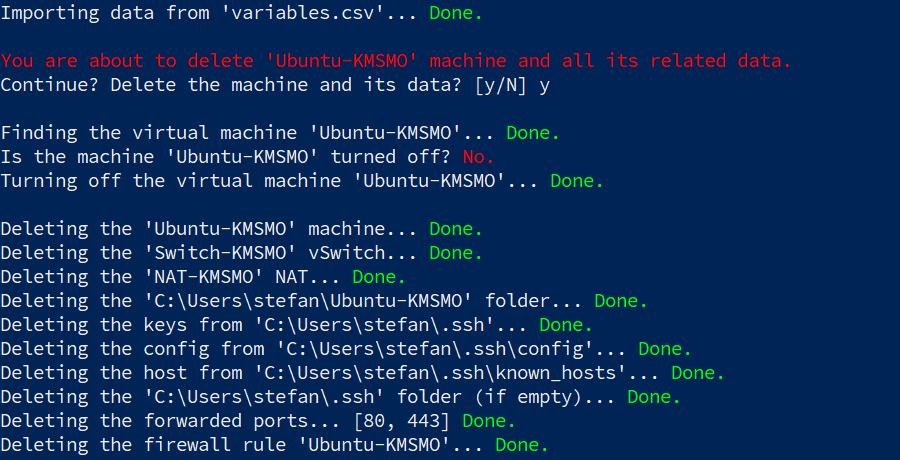 Importing data from 'variables.csv'... Done.
You are about to delete 'Ubuntu-KMSMO' machine and all its related data.
Continue? Delete the machine and its data? [y/N] y
Finding the virtual machine 'Ubuntu-KMSMO'... Done.
Is the machine 'Ubuntu-KMSMO' turned off? No.
Turning off the virtual machine 'Ubuntu-KMSMO'... Done.
Deleting the 'Ubuntu-KMSMO' machine... Done.
Deleting the 'Switch-KMSMO' vSwitch... Done.
Deleting the 'NAT-KMSMO' NAT... Done.
Deleting the 'C:\Users\stefan\Ubuntu-KMSMO' folder... Done.
Deleting the keys from 'C:\Users\stefan\.ssh'... Done.
Deleting the config from 'C:\Users\stefan\.ssh\config'... Done.
Deleting the host from 'C:\Users\stefan\.ssh\known_hosts'... Done.
Deleting the 'C:\Users\stefan\.ssh' folder (if empty)... Done.
Deleting the forwarded ports... [80, 443] Done.
Deleting the firewall rule 'Ubuntu-KMSMO'... Done.